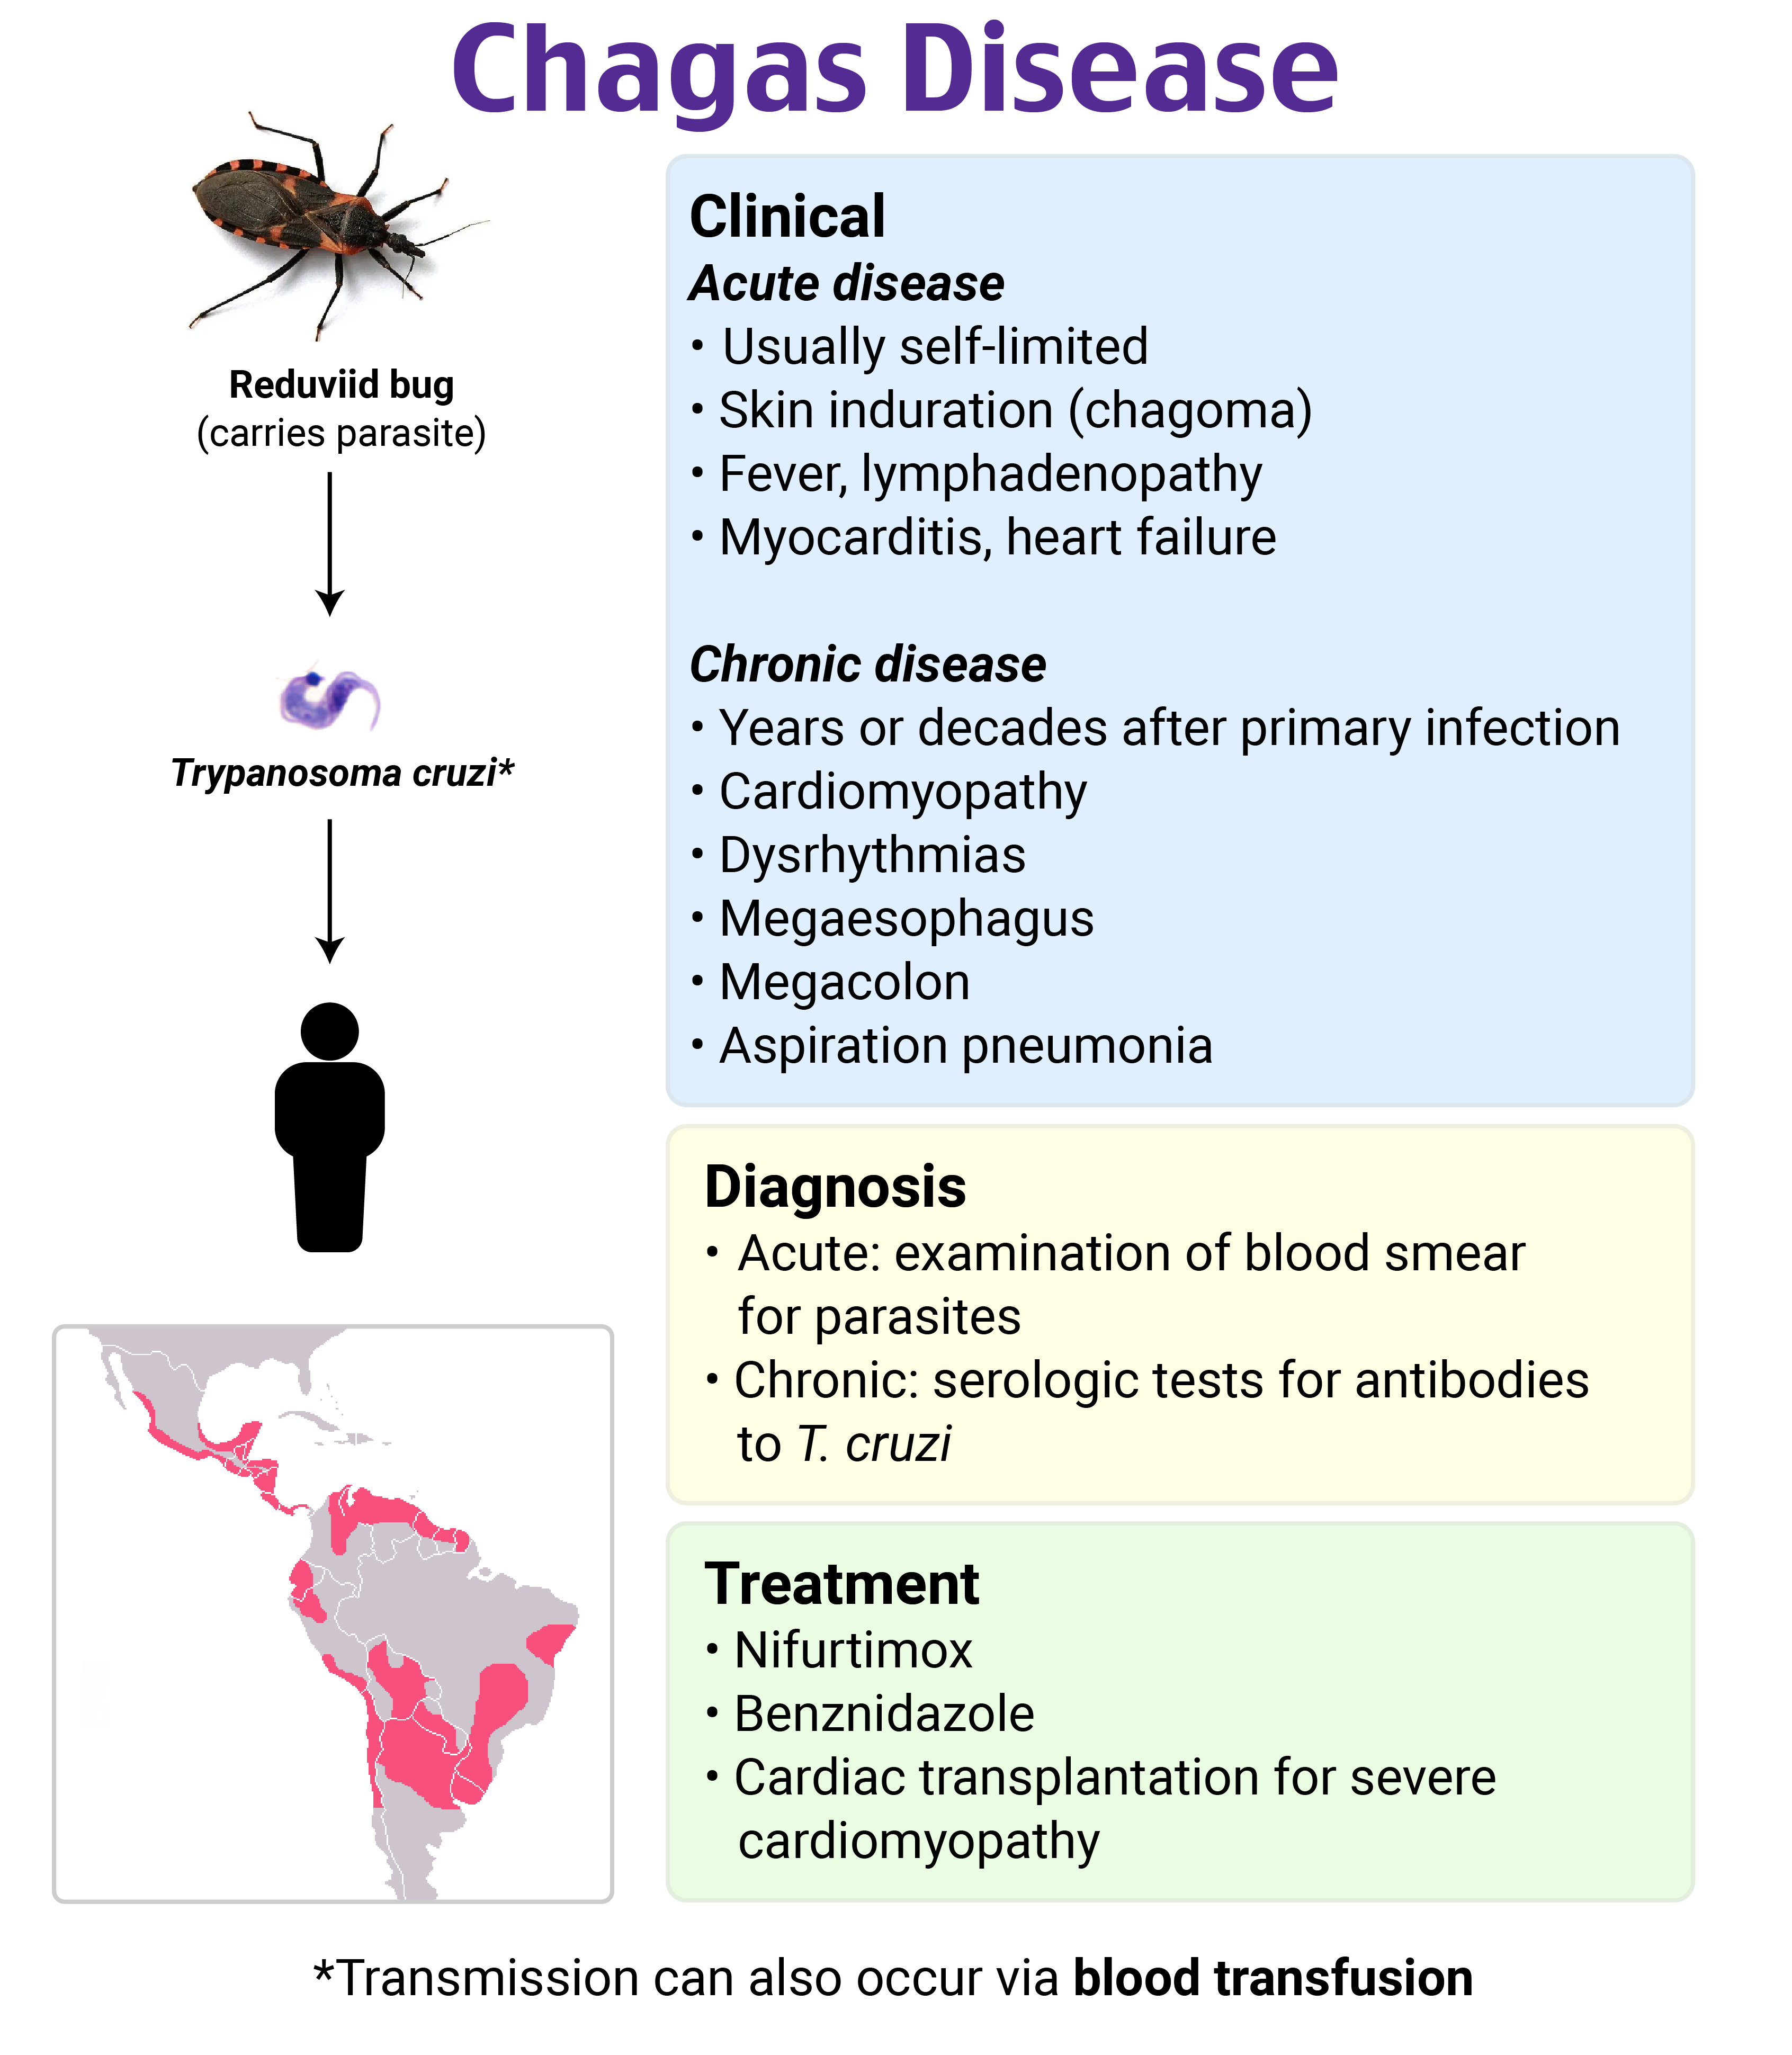 Chagas Disease
Reduviid bug
(carries parasite)
Trypanosoma cruzi*
Clinical
Acute disease
• Usually self-limited
• Skin induration (chagoma)
• Fever, lymphadenopathy
• Myocarditis, heart failure
Chronic disease
• Years or decades after primary infection
• Cardiomyopathy
• Dysrhythmias
• Megaesophagus
• Megacolon
• Aspiration pneumonia
Diagnosis
• Acute: examination of blood smear
for parasites
• Chronic: serologic tests for antibodies
to T. cruzi
Treatment
• Nifurtimox
• Benznidazole
• Cardiac transplantation for severe
cardiomyopathy
*Transmission can also occur via blood transfusion